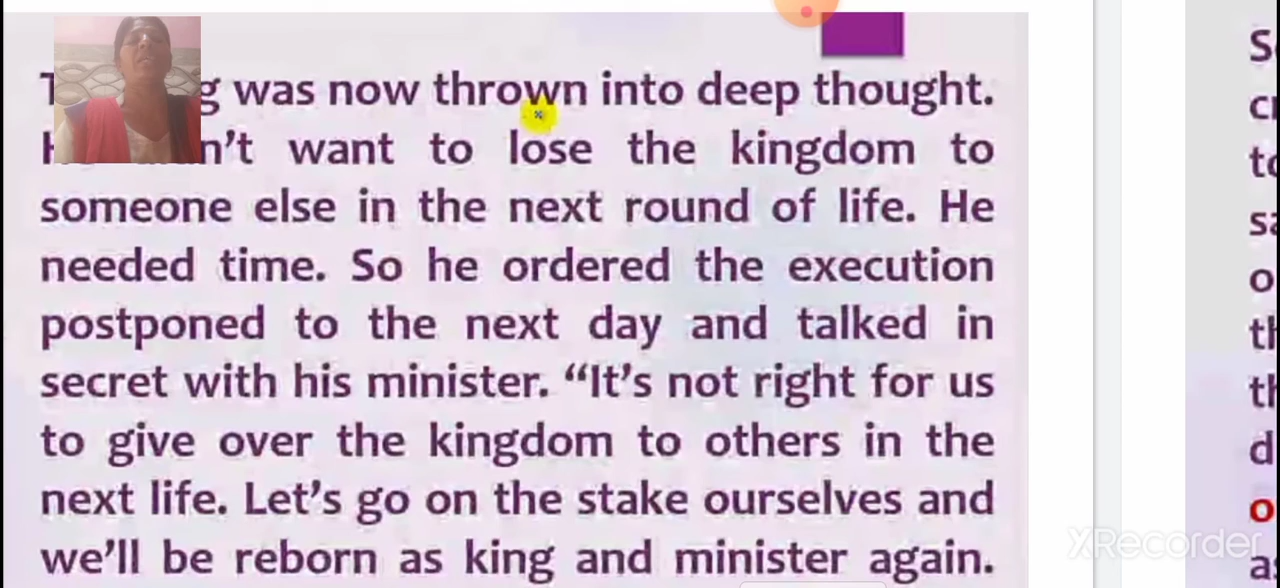 was now thrown into deep thought.
want to lose the kingdom to
someone else in the next round of life. He
needed time. So he ordered the execution
postponed to the next day and talked in
secret with his minister. “It’s not right for us
to give over the kingdom to others in the
next life. Let’s go on the stake ourselves and
we’ll be reborn as king and minister again.
XRecorder